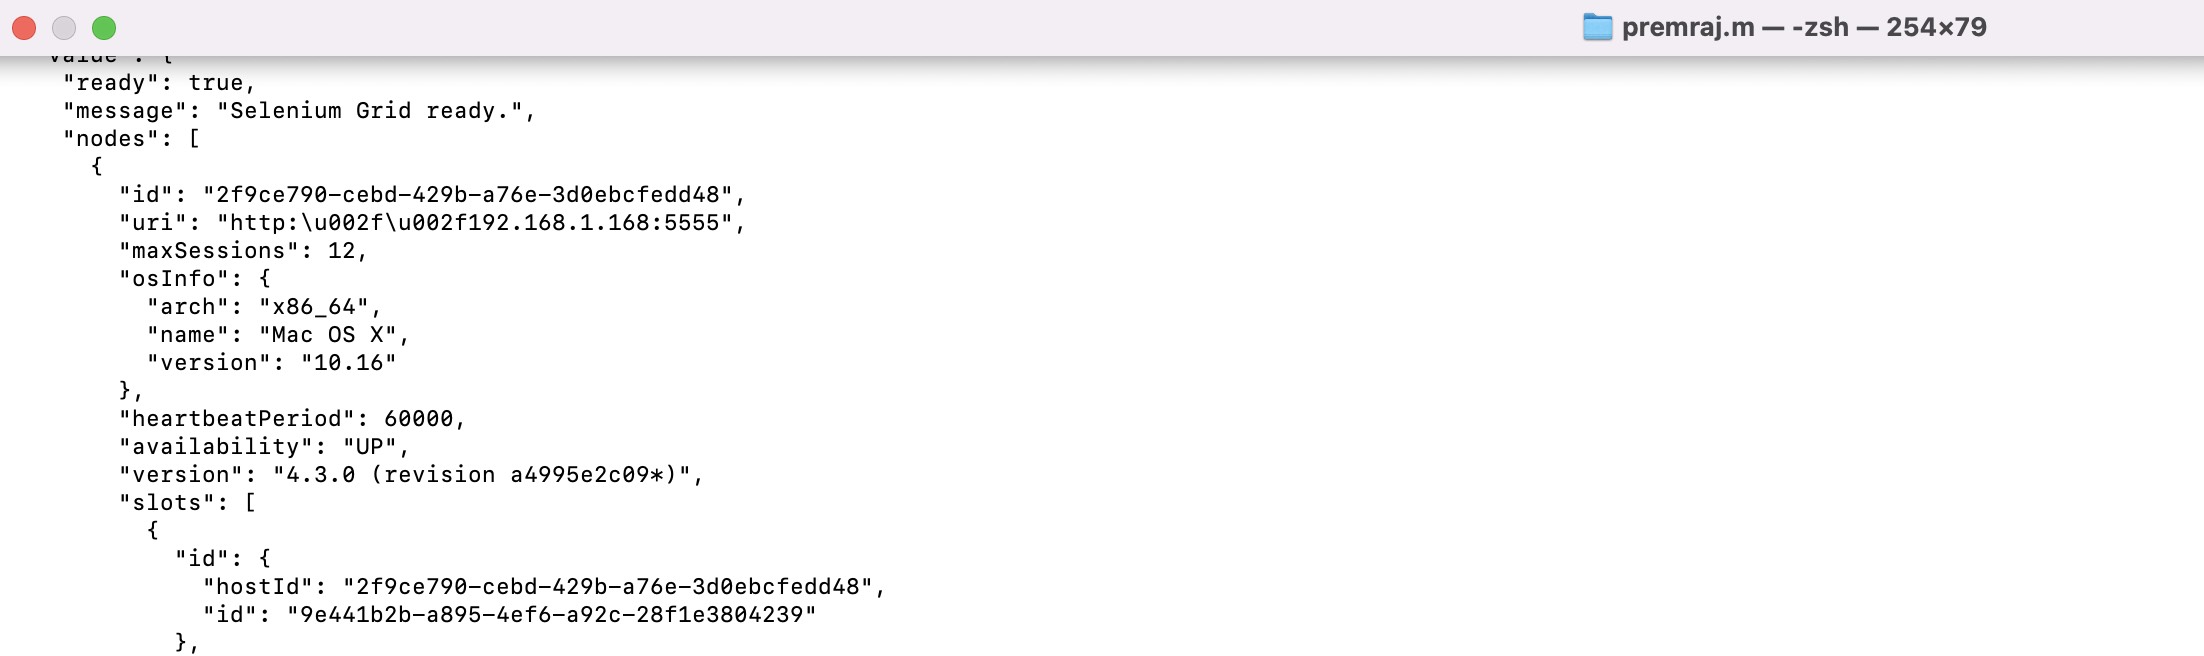 premraj.m — -zsh — 254×79
value": {
"ready": true,
"message": "Selenium Grid ready.",
"nodes": [
{
"id": "2f9ce790-cebd-429b-a76e-3d0ebcfedd48",
"uri": "http:\u002f\u002f192.168.1.168:5555",
"maxSessions": 12,
"osInfo": {
"arch": "x86_64",
"name": "Mac OS X",
"version": "10.16"
},
"heartbeatPeriod": 60000,
"availability": "UP",
"version": "4.3.0 (revision a4995e2c09*)",
"slots": [
{
"id": {
"hostId": "2f9ce790-cebd-429b-a76e-3d0ebcfedd48",
"id": "9e441b2b-a895-4ef6-a92c-28f1e3804239"
},